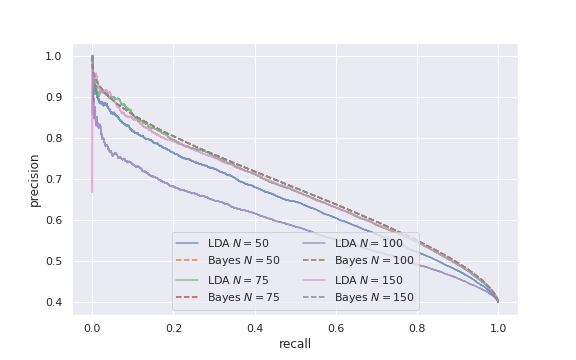 1.0
0.9
0.8
0.7
0.6
0.5
0.4
precision
LDA N = 50
Bayes N = 50
LDA N = 75
Bayes N = 75
LDA N = 100
Bayes N = 100
LDA N = 150
Bayes N = 150
0.0 0.2 0.4 0.6 0.8 1.0
recall